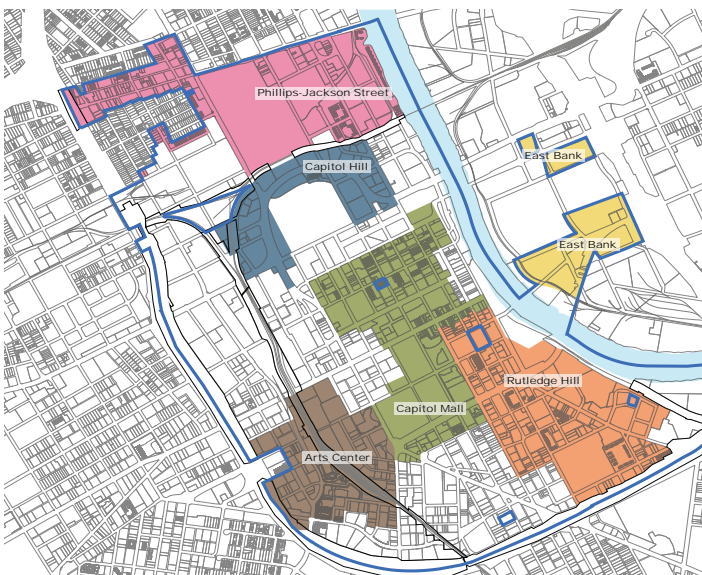 Phillips-Jackson Street
East Bank
Capitol Hill
East Bank
Rutledge Hill
Capitol Mall
Arts Center